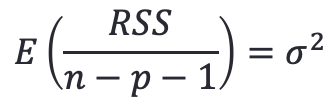 E(RSS/(n − p − 1)) = σ²